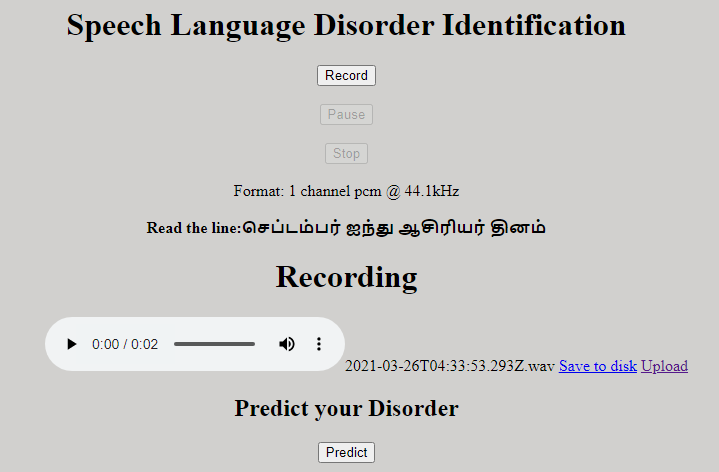 Speech Language Disorder Identification
Record
Pause
Stop
Format: 1 channel pcm @ 44.1kHz
Read the line:செப்டம்பர் ஐந்து ஆசிரியர் தினம்
Recording
0:00 / 0:02
2021-03-26T04:33:53.293Z.wav Save to disk Upload
Predict your Disorder
Predict